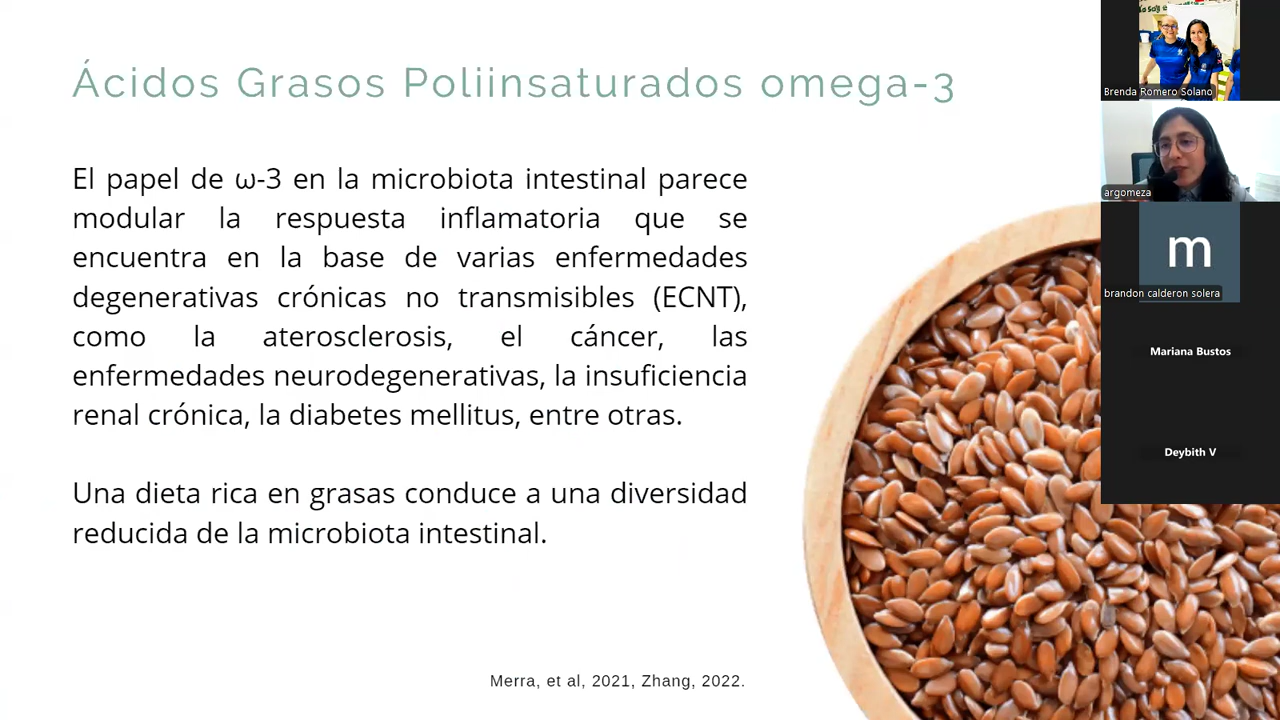 Ácidos Grasos Poliinsaturados omega-3
El papel de ω-3 en la microbiota intestinal parece
modular la respuesta inflamatoria que se
encuentra en la base de varias enfermedades
degenerativas crónicas no transmisibles (ECNT),
como la aterosclerosis, el cáncer, las
enfermedades neurodegenerativas, la insuficiencia
renal crónica, la diabetes mellitus, entre otras.
Una dieta rica en grasas conduce a una diversidad
reducida de la microbiota intestinal.
Merra, et al, 2021, Zhang, 2022.
Brenda Romero Solano
argomeza
m
brandon calderon solera
Mariana Bustos
Deybith V